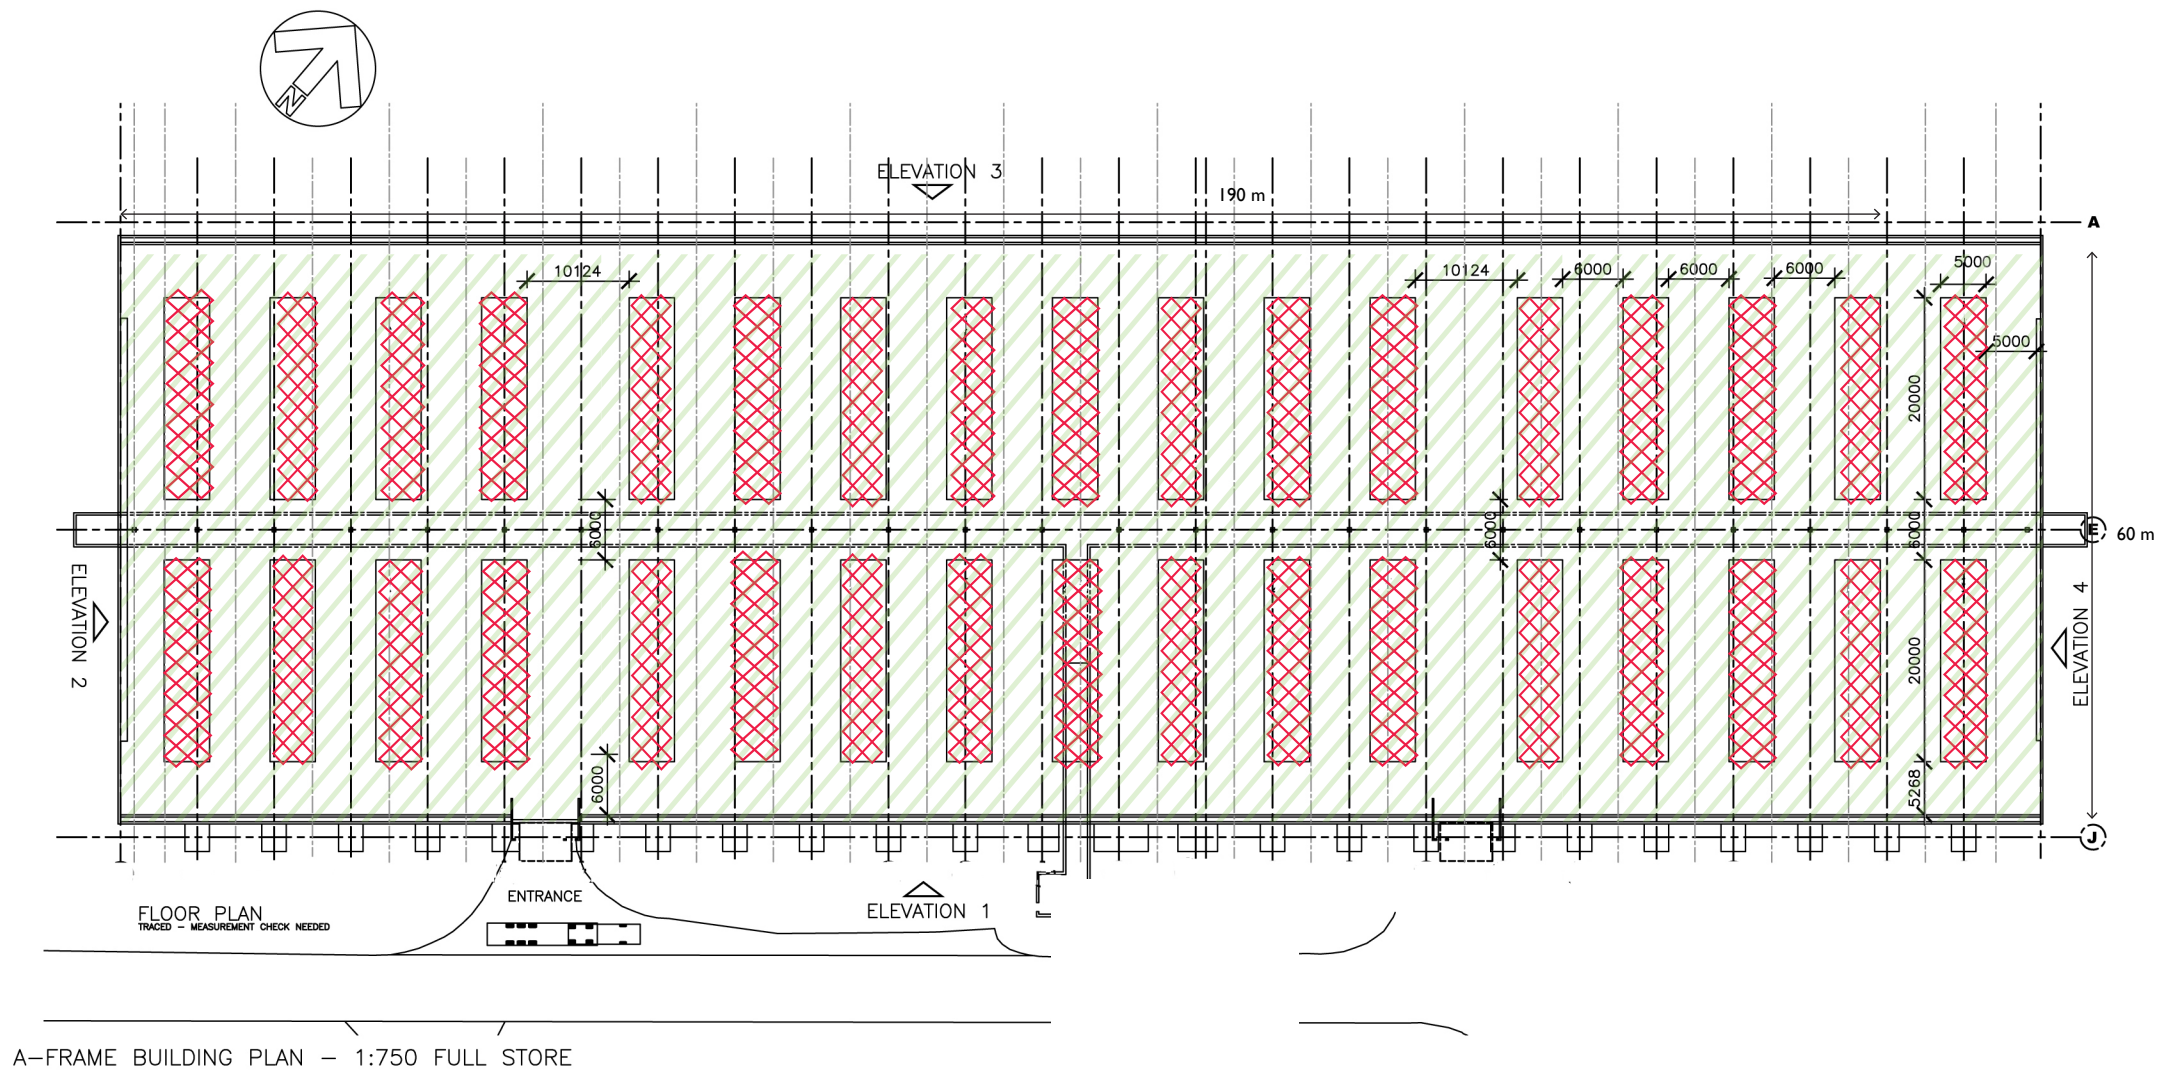 N
ELEVATION 3
190 m
A
10124
10124
6000
6000
6000
5000
5000
20000
6000
6000
6000
E
60 m
ELEVATION 2
ELEVATION 4
20000
6000
5268
J
ENTRANCE
FLOOR PLAN
TRACED - MEASUREMENT CHECK NEEDED
ELEVATION 1
A-FRAME BUILDING PLAN - 1:750 FULL STORE